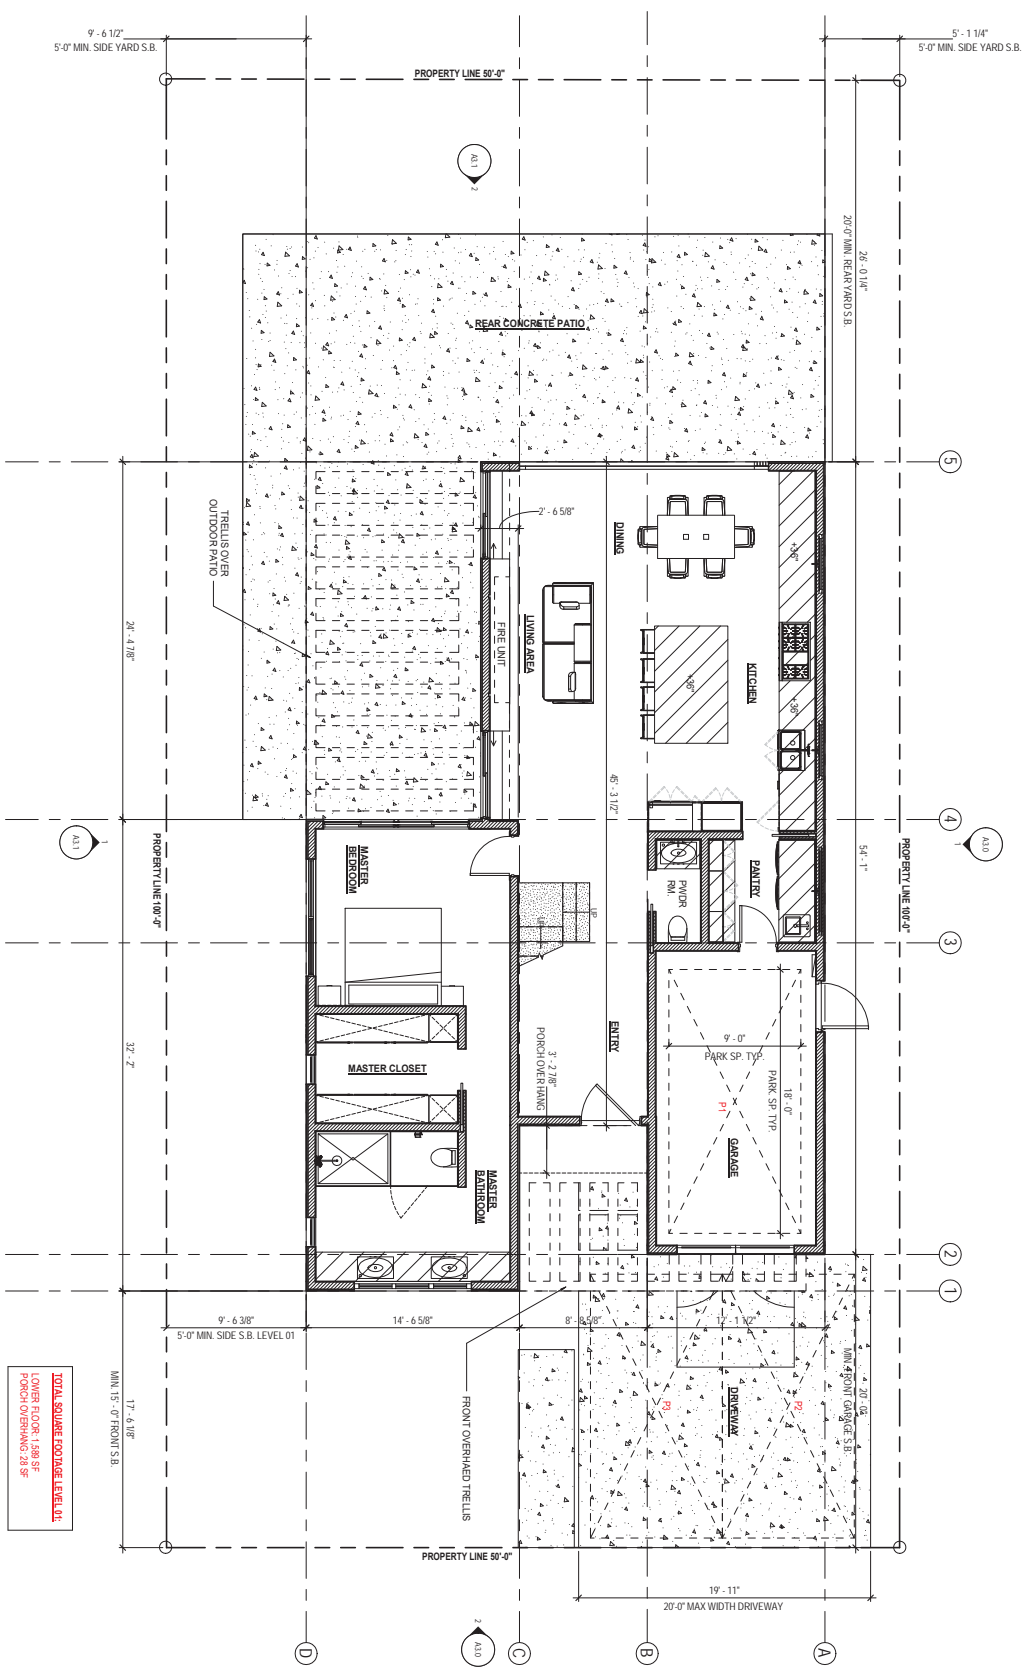 9' - 6 1/2"
5'-0" MIN. SIDE YARD S.B.
5' - 1 1/4"
5'-0" MIN. SIDE YARD S.B.
PROPERTY LINE 50'-0"
A3.1
2
26' - 0 1/4"
20'-0" MIN. REAR YARD S.B.
REAR CONCRETE PATIO
5
TRELLIS OVER
OUTDOOR PATIO
2' - 6 5/8"
DINING
+36"
FIRE UNIT
LIVING AREA
KITCHEN
+36"
+36"
24' - 4 7/8"
45' - 3 1/2"
4
A3.1
1
A3.0
1
PROPERTY LINE 100'-0"
PROPERTY LINE 100'-0"
54' - 1"
MASTER
BEDROOM
PWDR
RM.
PANTRY
UP
UP
3
ENTRY
9' - 0"
PARK SP. TYP.
18' - 0"
PARK. SP. TYP.
P1
GARAGE
3' - 2 7/8"
PORCH OVER HANG
32' - 2"
MASTER CLOSET
MASTER
BATHROOM
2
1
9' - 6 3/8"
5'-0" MIN. SIDE S.B. LEVEL 01
14' - 6 5/8"
8' - 8 5/8"
12' - 1 1/2"
17' - 6 1/8"
MIN. 15' - 0" FRONT S.B.
FRONT OVERHAED TRELLIS
DRIVEWAY
P2
P3
20' - 0"
MIN. FRONT GARAGE S.B.
TOTAL SQUARE FOOTAGE LEVEL 01:
LOWER FLOOR: 1,589 SF
PORCH OVERHANG: 28 SF
PROPERTY LINE 50'-0"
19' - 11"
20'-0" MAX WIDTH DRIVEWAY
2
A3.0
D
C
B
A